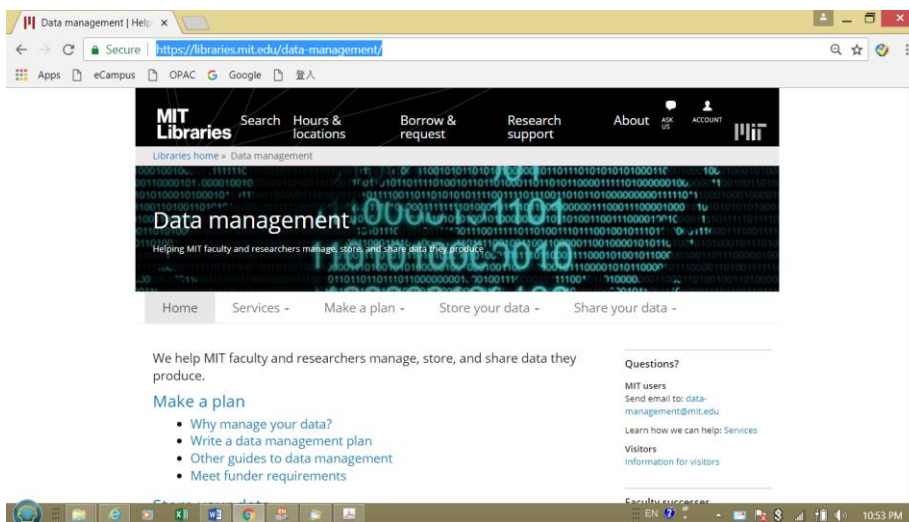 Data management | Help
Secure | https://libraries.mit.edu/data-management/
Apps eCampus OPAC Google 登入
MIT Libraries
Search
Hours & locations
Borrow & request
Research support
About
ASK US
ACCOUNT
MIT
Libraries home » Data management
Data management
Helping MIT faculty and researchers manage, store, and share data they produce
Home Services Make a plan Store your data Share your data
We help MIT faculty and researchers manage, store, and share data they
produce.
Make a plan
• Why manage your data?
• Write a data management plan
• Other guides to data management
• Meet funder requirements
Questions?
MIT users
Send email to: data-
management@mit.edu
Learn how we can help: Services
Visitors
Information for visitors
Faculty successes
EN 10:53 PM